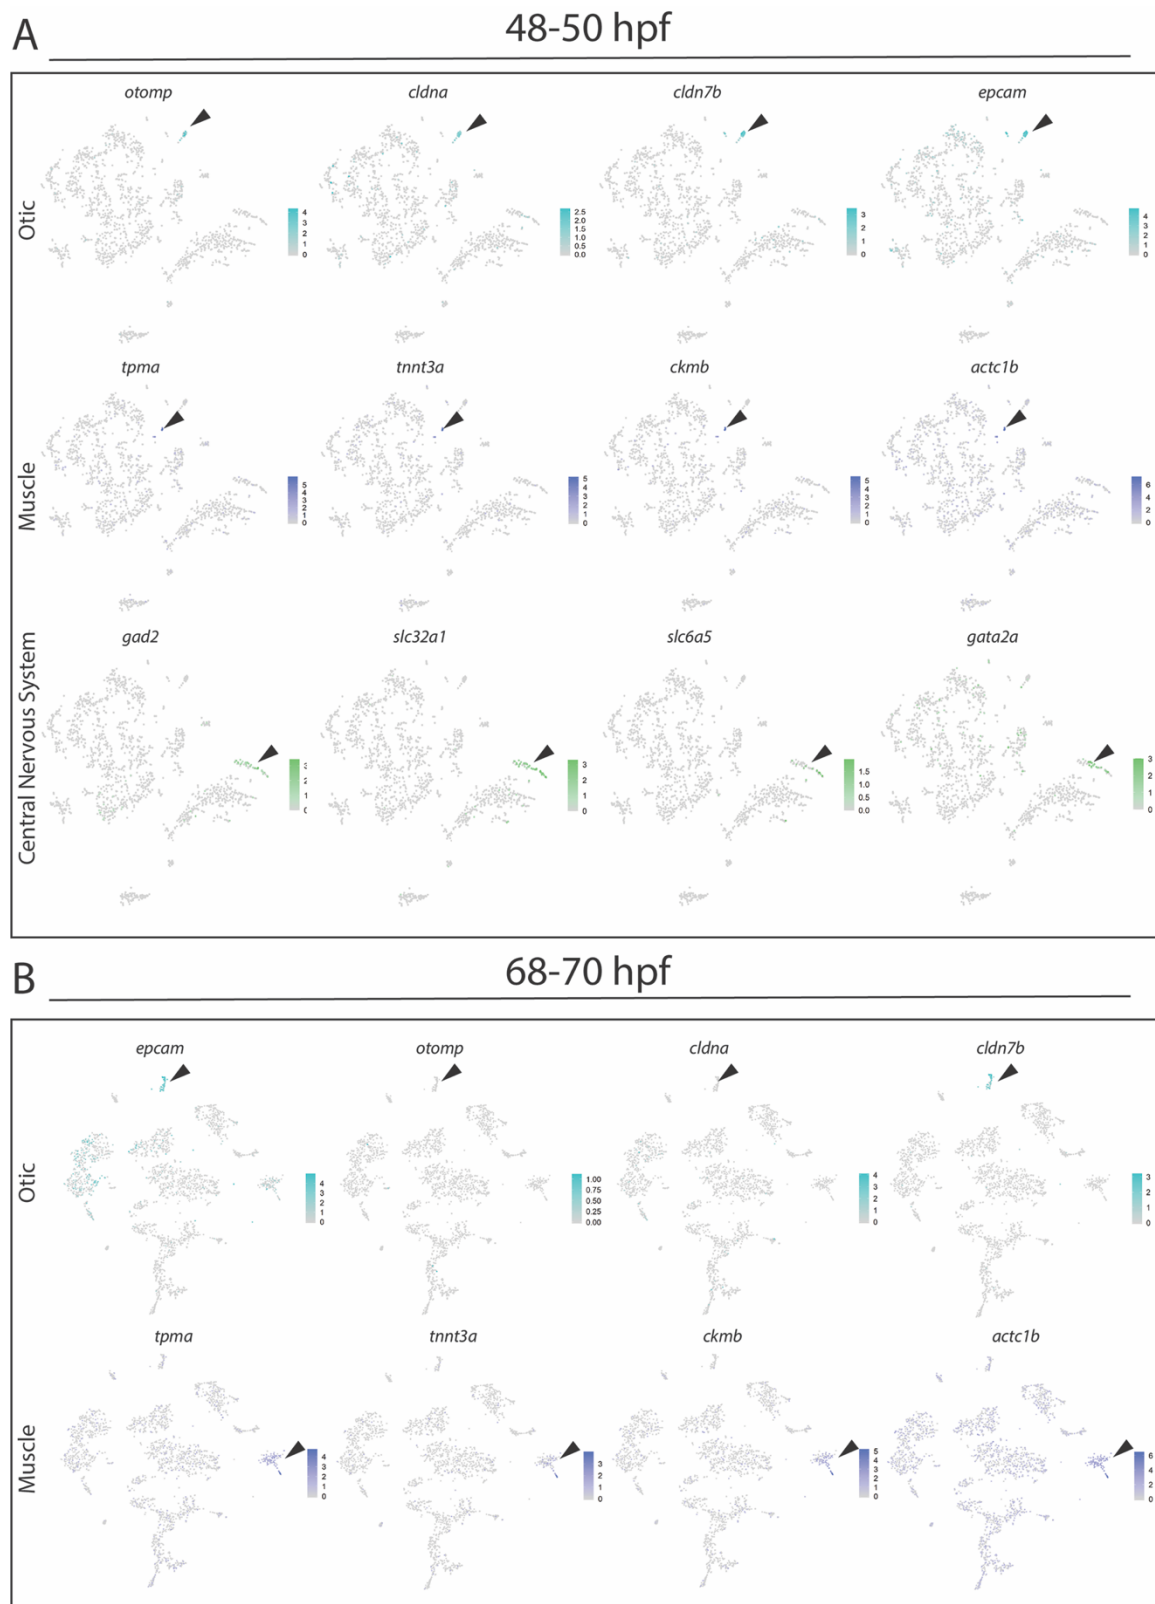 A
48-50 hpf
otomp cldna cldn7b epcam
Otic
4 2 1 0
2.5 2.0 1.5 1.0 0.5 0.0
3 2 1 0
4 3 2 1 0
tpma tnnt3a ckmb actc1b
Muscle
5 4 3 2 1 0
5 4 3 2 1 0
5 4 3 2 1 0
6 4 2 0
gad2 slc32a1 slc6a5 gata2a
Central Nervous System
3 2 1 0
1.5 1.0 0.5 0.0
3 2 1 0
B
68-70 hpf
epcam otomp cldna cldn7b
Otic
4 3 2 1 0
1.00 0.75 0.50 0.25 0.00
4 3 2 1 0
3 2 1 0
tpma tnnt3a ckmb actc1b
Muscle
4 3 2 1 0
3 2 1 0
5 4 3 2 1 0
6 4 2 0